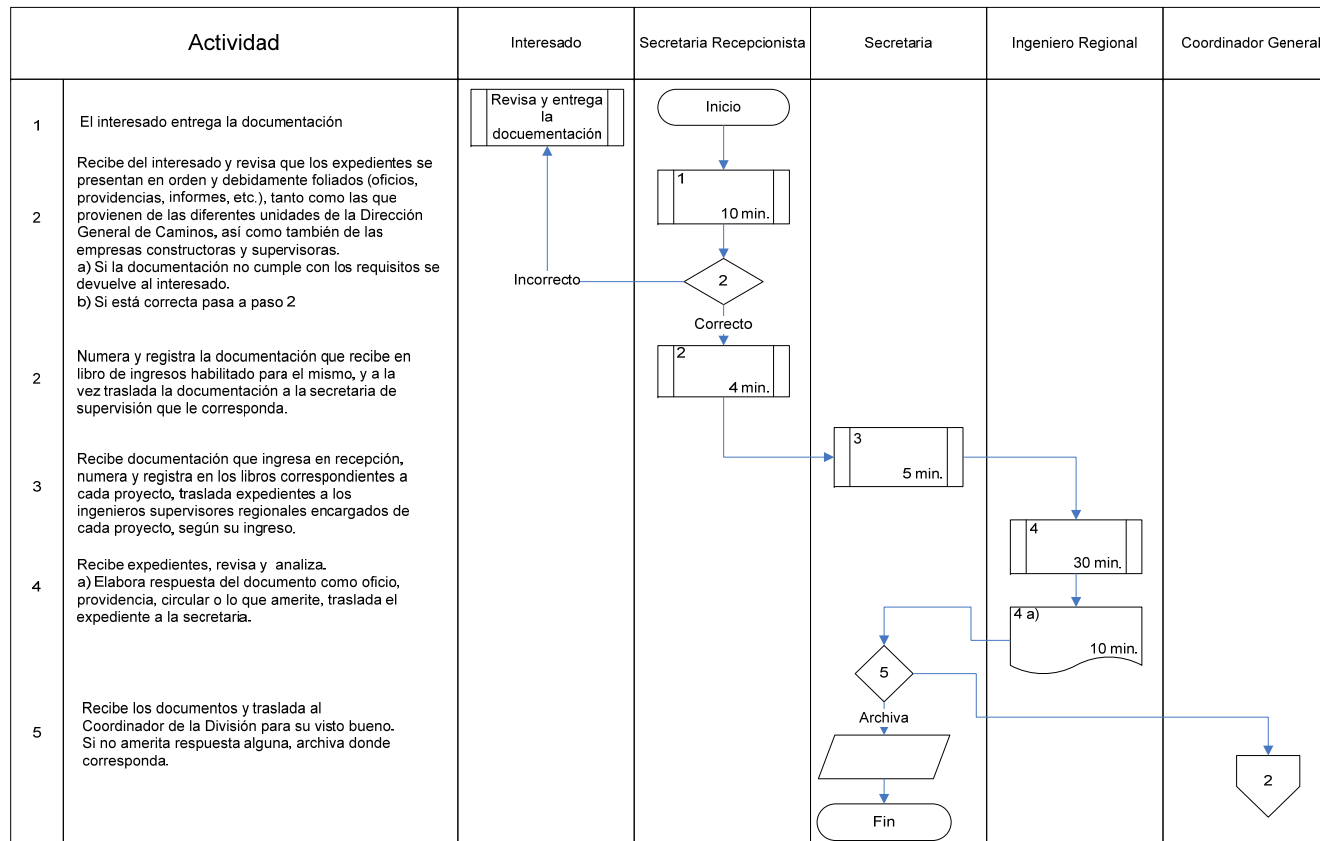 Actividad
Interesado
Secretaria Recepcionista
Secretaria
Ingeniero Regional
Coordinador General
1
El interesado entrega la documentación
2
Recibe del interesado y revisa que los expedientes se
presentan en orden y debidamente foliados (oficios,
providencias, informes, etc.), tanto como las que
provienen de las diferentes unidades de la Dirección
General de Caminos, así como también de las
empresas constructoras y supervisoras.
a) Si la documentación no cumple con los requisitos se
devuelve al interesado.
b) Si está correcta pasa a paso 2
2
Numera y registra la documentación que recibe en
libro de ingresos habilitado para el mismo, y a la
vez traslada la documentación a la secretaria de
supervisión que le corresponda.
3
Recibe documentación que ingresa en recepción,
numera y registra en los libros correspondientes a
cada proyecto, traslada expedientes a los
ingenieros supervisores regionales encargados de
cada proyecto, según su ingreso.
4
Recibe expedientes, revisa y analiza.
a) Elabora respuesta del documento como oficio,
providencia, circular o lo que amerite, traslada el
expediente a la secretaria.
5
Recibe los documentos y traslada al
Coordinador de la División para su visto bueno.
Si no amerita respuesta alguna, archiva donde
corresponda.
Revisa y entrega
la
docuementación
Inicio
1
10 min.
2
Incorrecto
Correcto
2
4 min.
3
5 min.
4
30 min.
4 a)
10 min.
5
Archiva
Fin
2